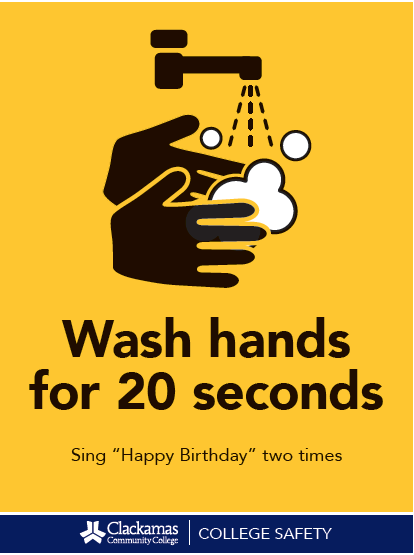 Wash hands
for 20 seconds
Sing “Happy Birthday” two times
Clackamas
Community College
COLLEGE SAFETY